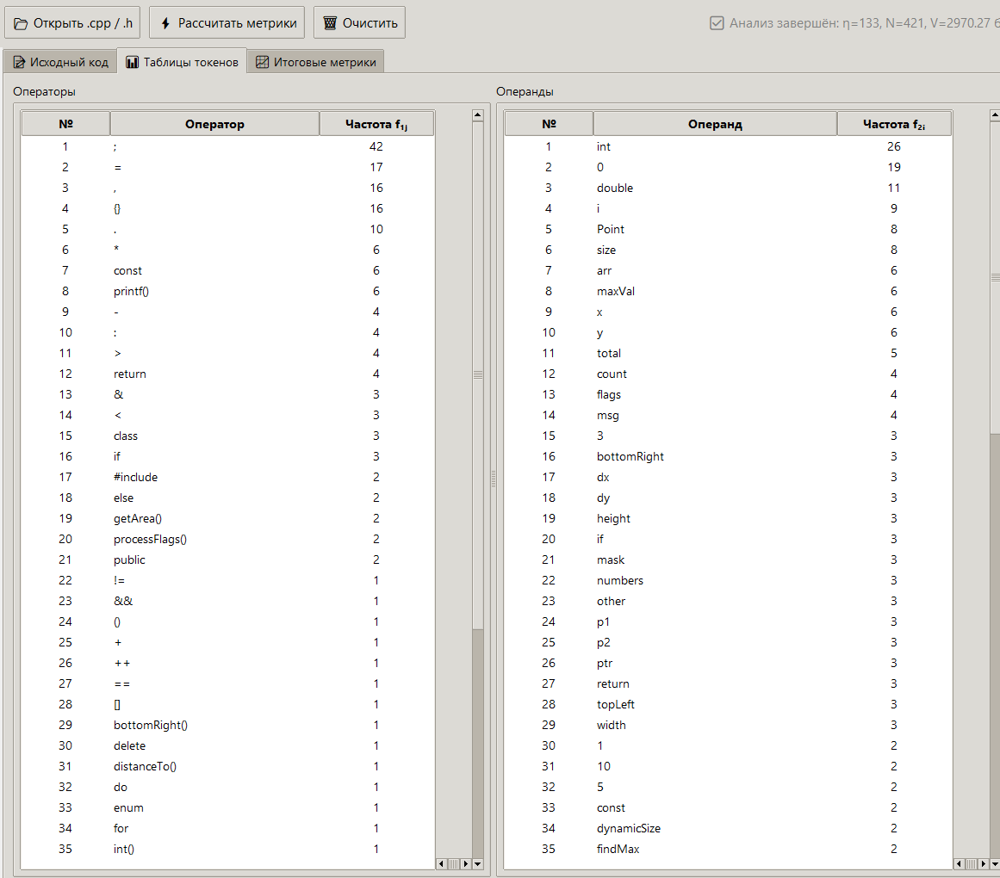 Открыть .cpp / .h Рассчитать метрики Очистить Анализ завершён: η=133, N=421, V=2970.27 б
Исходный код Таблицы токенов Итоговые метрики
Операторы
№ Оператор Частота f₁ⱼ
1 ; 42
2 = 17
3 , 16
4 {} 16
5 . 10
6 * 6
7 const 6
8 printf() 6
9 - 4
10 : 4
11 > 4
12 return 4
13 & 3
14 < 3
15 class 3
16 if 3
17 #include 2
18 else 2
19 getArea() 2
20 processFlags() 2
21 public 2
22 != 1
23 && 1
24 () 1
25 + 1
26 ++ 1
27 == 1
28 [] 1
29 bottomRight() 1
30 delete 1
31 distanceTo() 1
32 do 1
33 enum 1
34 for 1
35 int() 1
Операнды
№ Операнд Частота f₂ᵢ
1 int 26
2 0 19
3 double 11
4 i 9
5 Point 8
6 size 8
7 arr 6
8 maxVal 6
9 x 6
10 y 6
11 total 5
12 count 4
13 flags 4
14 msg 4
15 3 3
16 bottomRight 3
17 dx 3
18 dy 3
19 height 3
20 if 3
21 mask 3
22 numbers 3
23 other 3
24 p1 3
25 p2 3
26 ptr 3
27 return 3
28 topLeft 3
29 width 3
30 1 2
31 10 2
32 5 2
33 const 2
34 dynamicSize 2
35 findMax 2